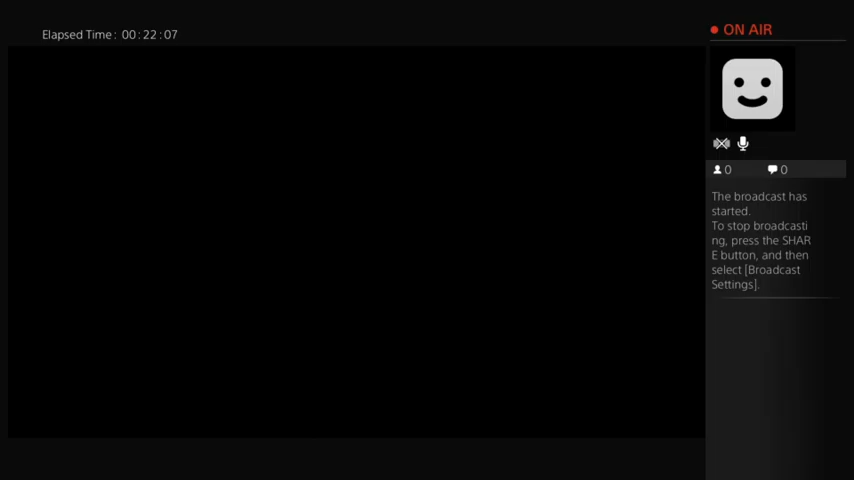 Elapsed Time: 00:22:07
ON AIR
0 0
The broadcast has
started.
To stop broadcasti
ng, press the SHAR
E button, and then
select [Broadcast
Settings].